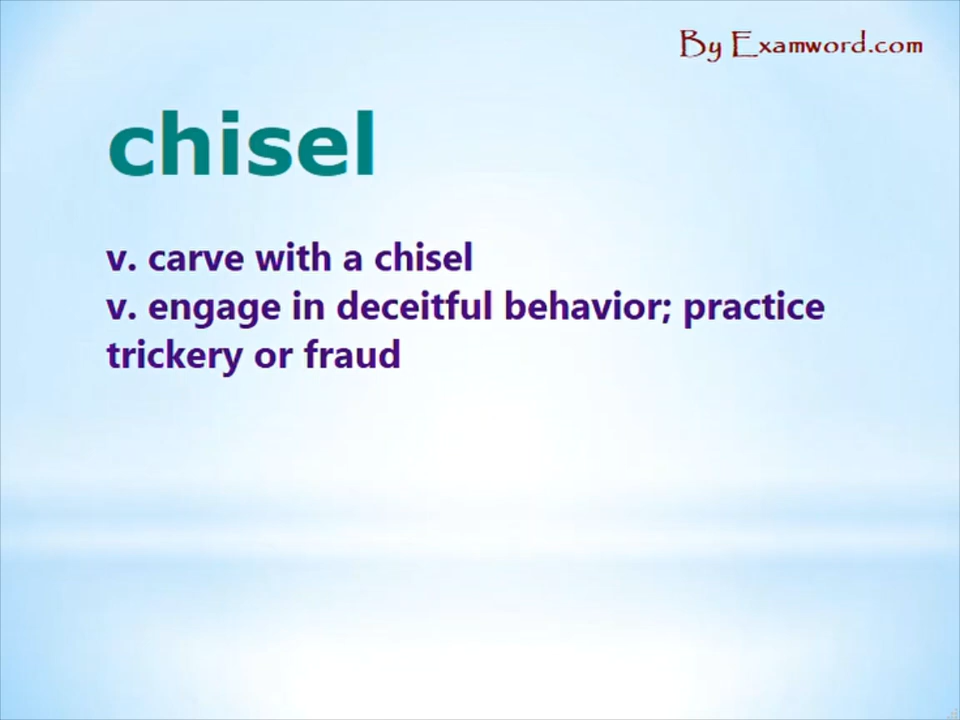 By Examword.com
chisel
v. carve with a chisel
v. engage in deceitful behavior; practice
trickery or fraud